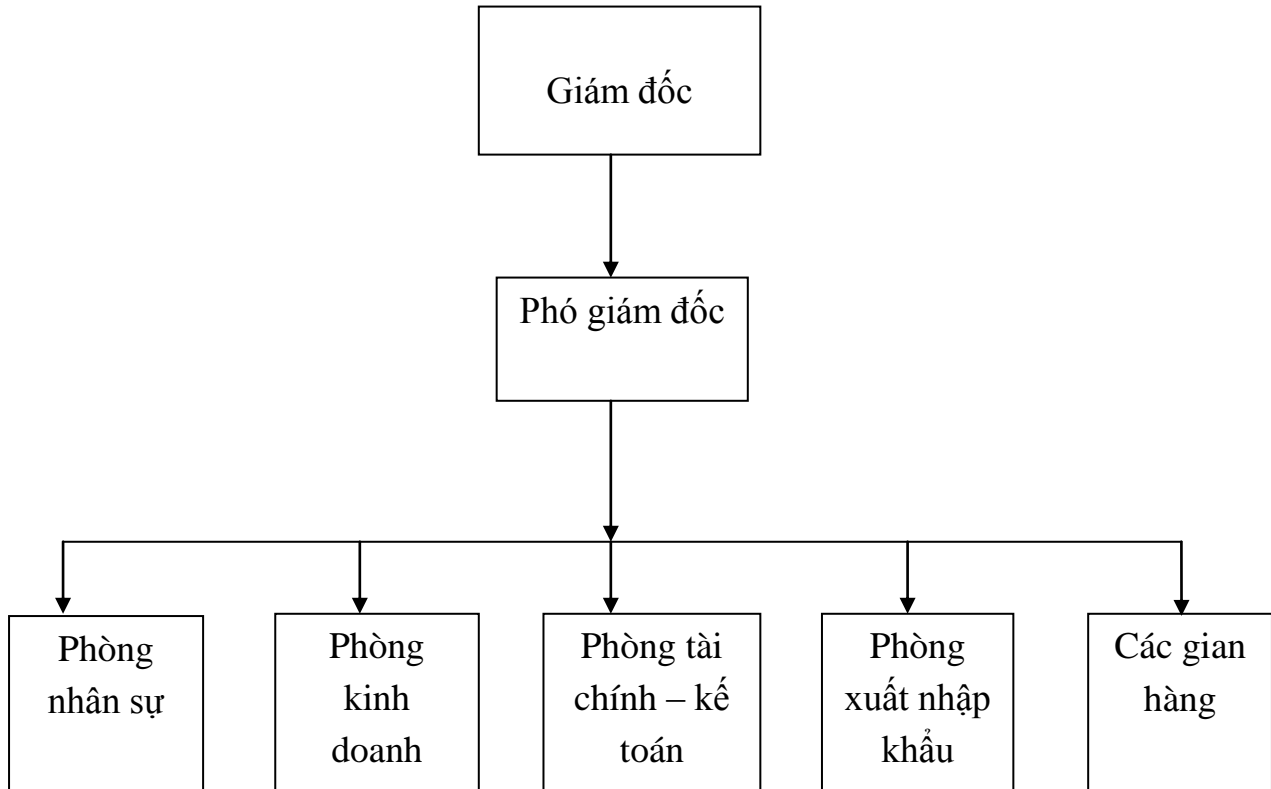 Giám đốc
Phó giám đốc
Phòng
nhân sự
Phòng
kinh
doanh
Phòng tài
chính – kế
toán
Phòng
xuất nhập
khẩu
Các gian
hàng